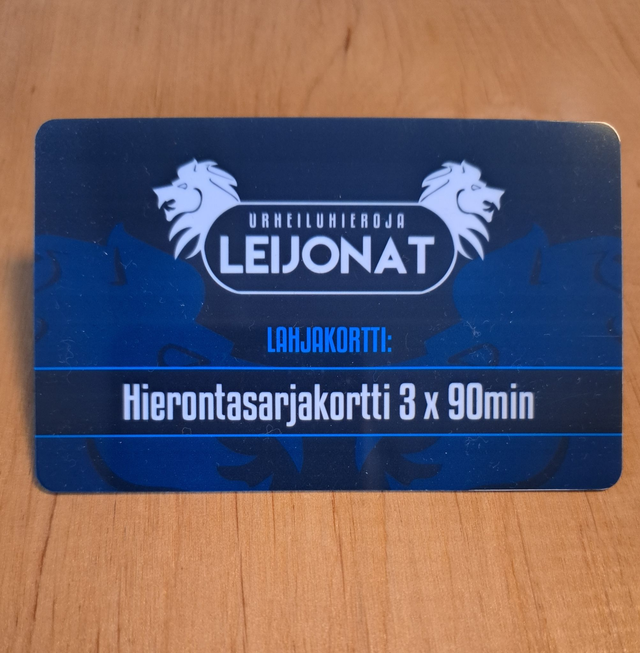 URHEILUHIEROJA
LEIJONAT
LAHJAKORTTI:
Hierontasarjakortti 3 x 90min